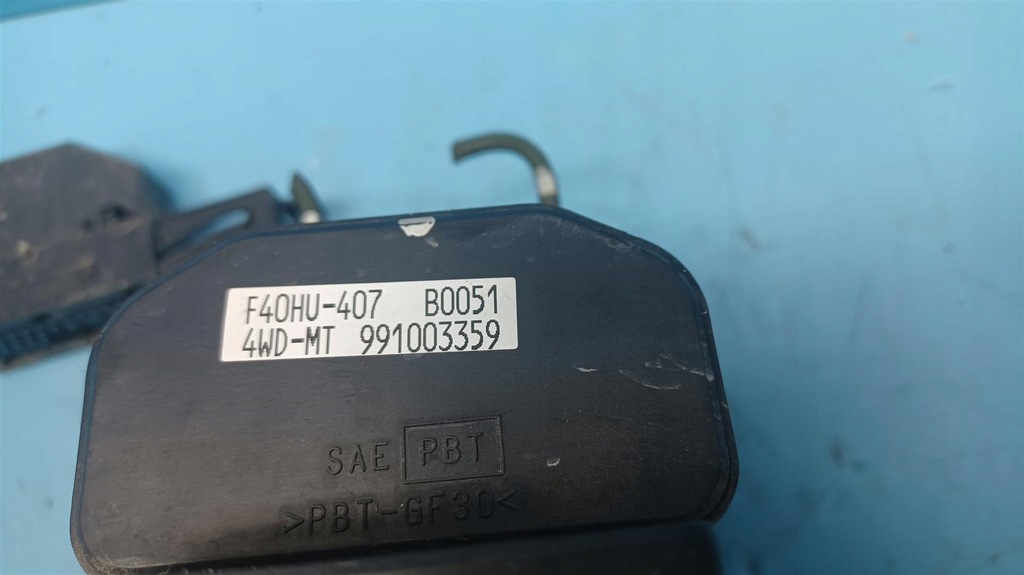 F40HU-407 B0051
4WD-MT 991003359
SAE PBT
>PBT-GF30<